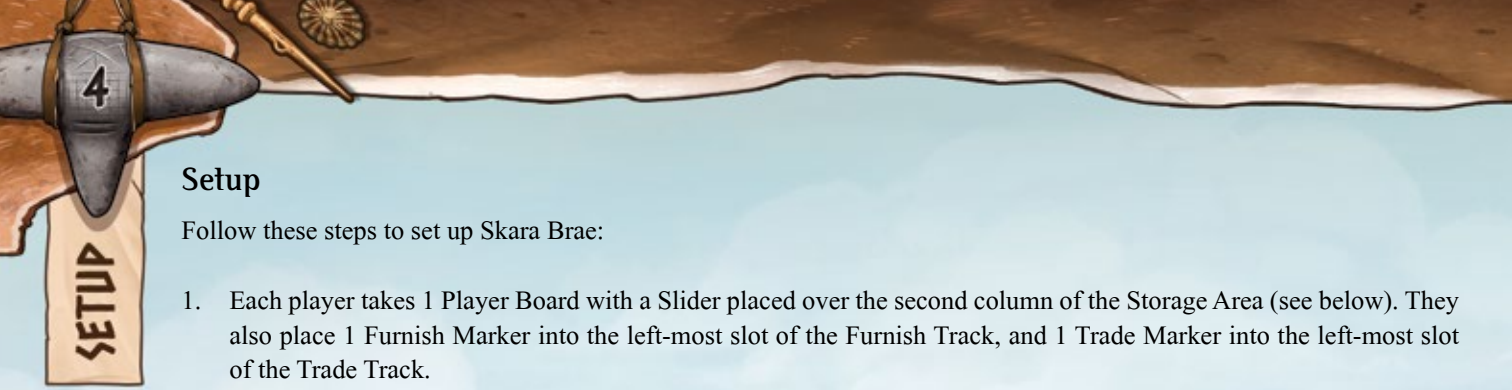 4
SETUP
Setup
Follow these steps to set up Skara Brae:
1. Each player takes 1 Player Board with a Slider placed over the second column of the Storage Area (see below). They
also place 1 Furnish Marker into the left-most slot of the Furnish Track, and 1 Trade Marker into the left-most slot
of the Trade Track.